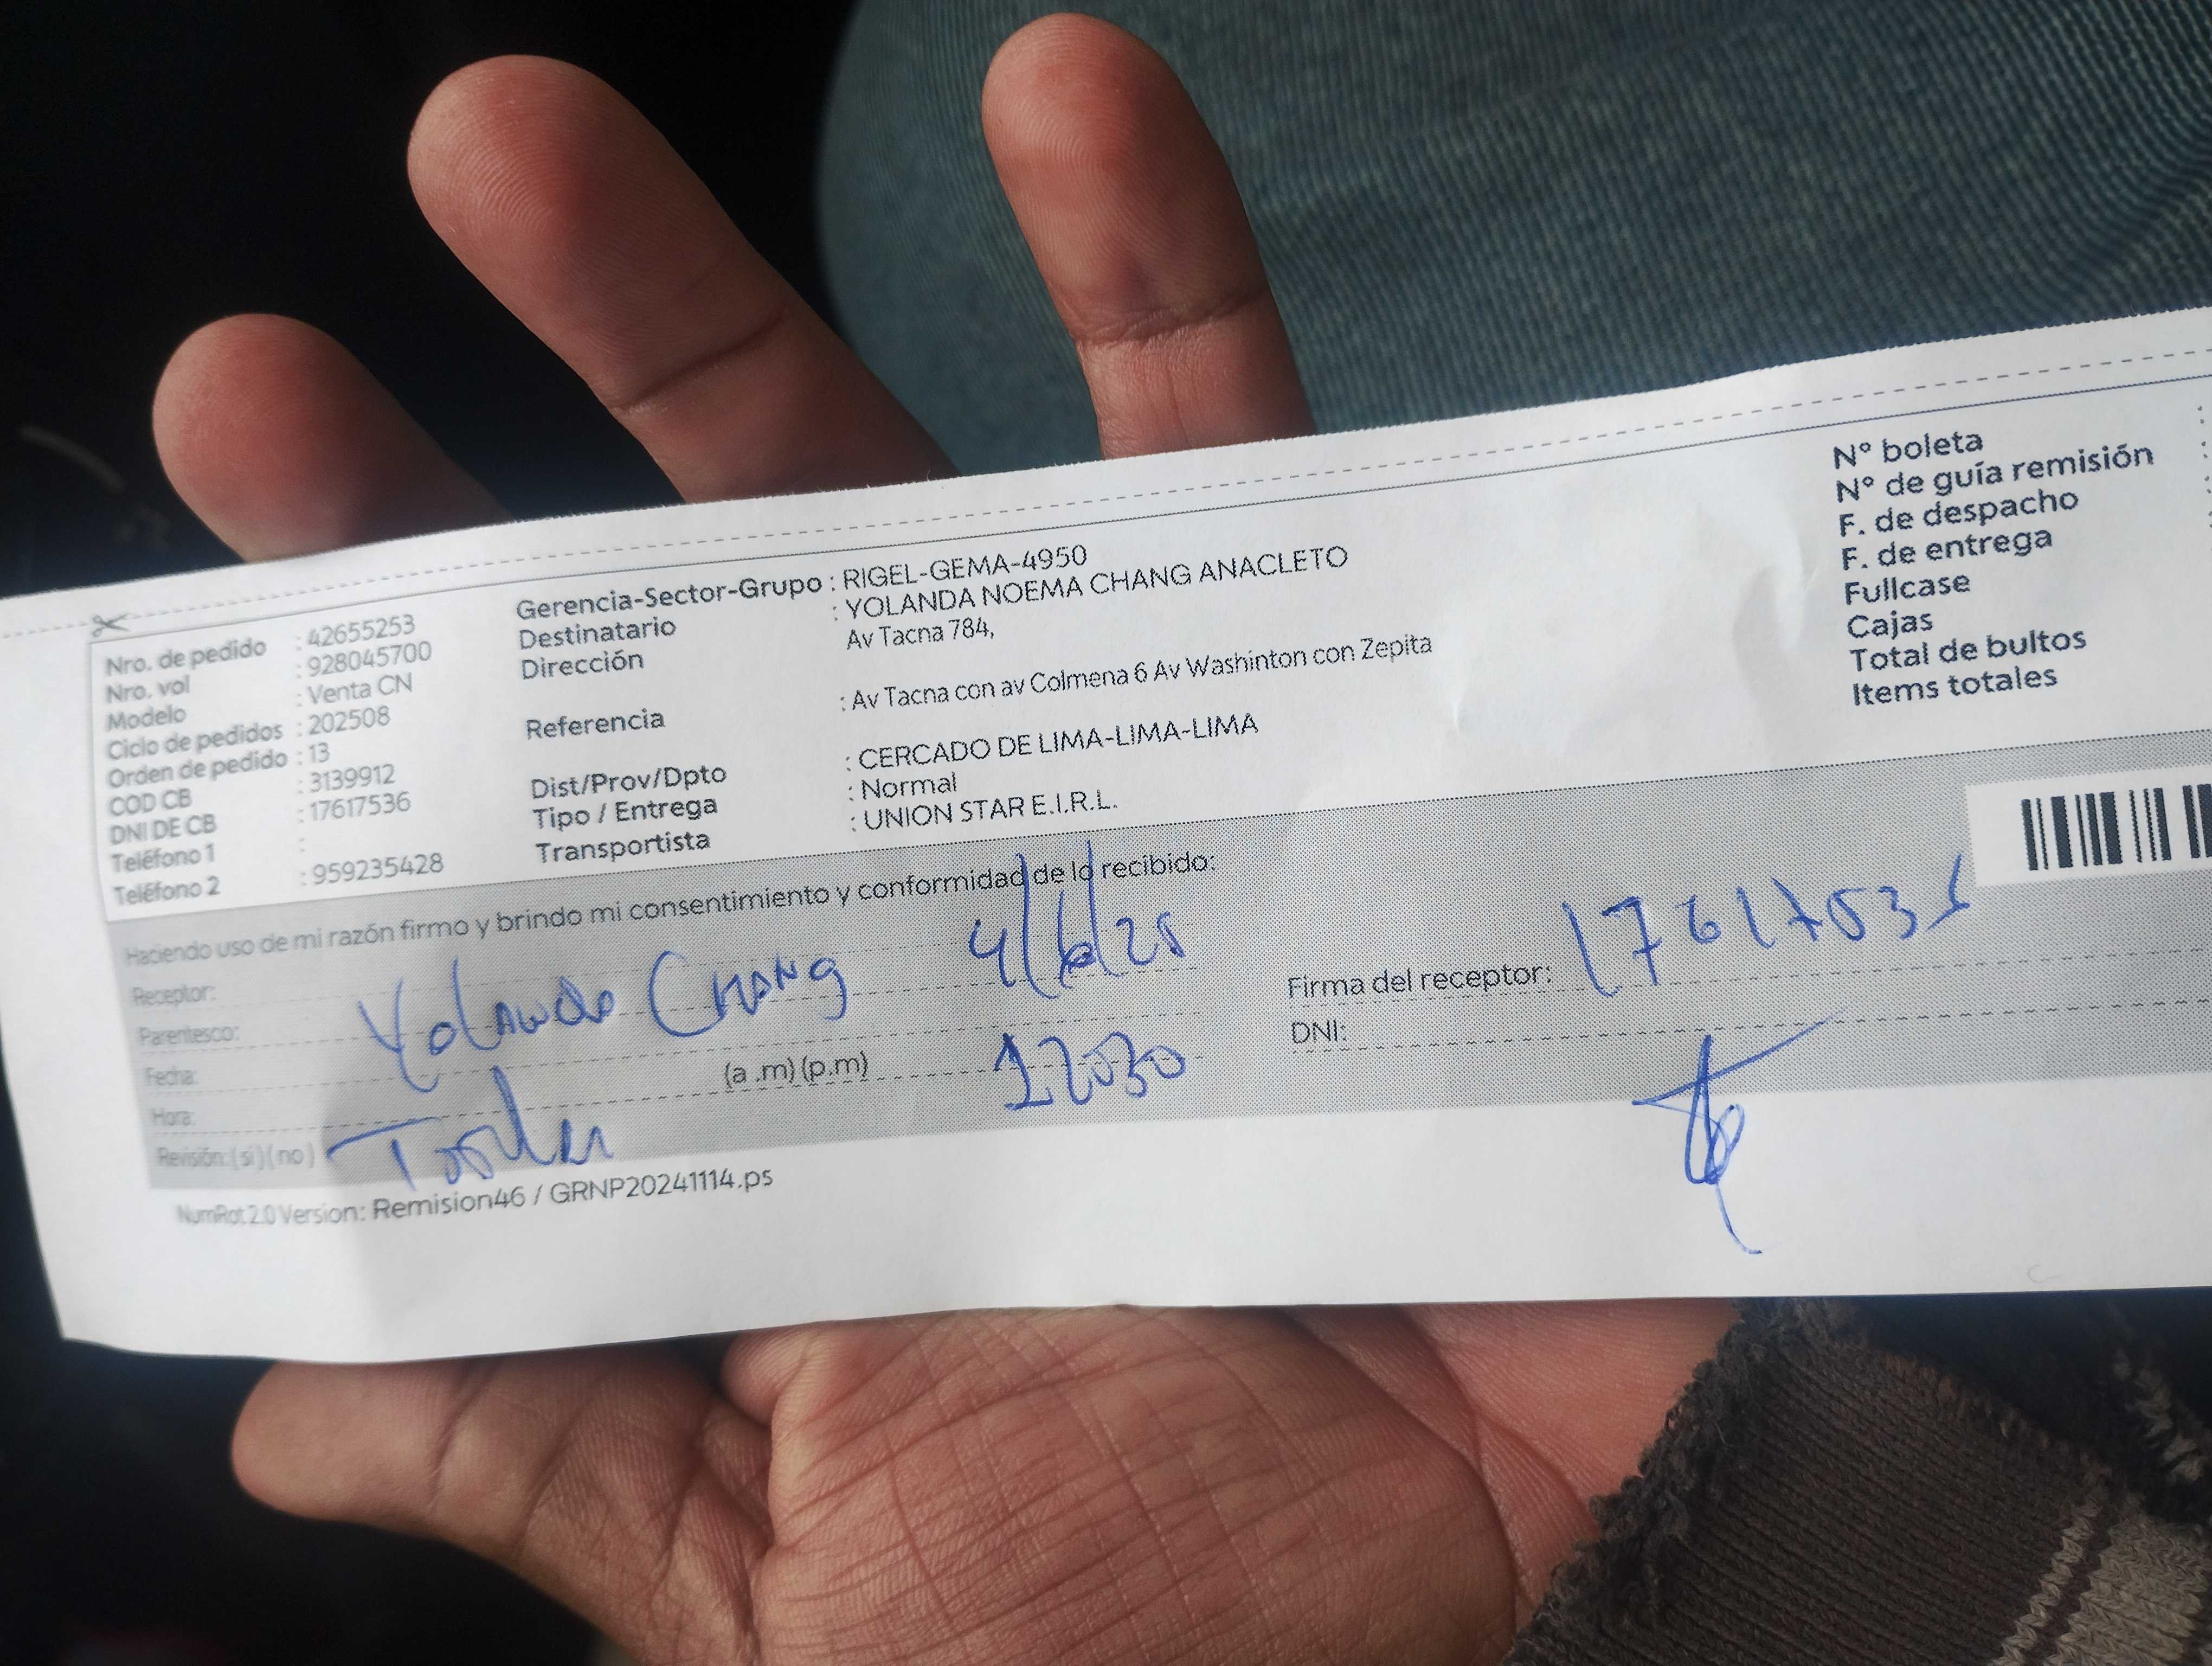 Nro. de pedido : 42655253
Nro. vol : 928045700
Modelo : Venta CN
Ciclo de pedidos : 202508
Orden de pedido : 13
COD CB : 3139912
DNI DE CB : 17617536
Teléfono 1 :
Teléfono 2 : 959235428
Gerencia-Sector-Grupo : RIGEL-GEMA-4950
Destinatario : YOLANDA NOEMA CHANG ANACLETO
Dirección Av Tacna 784,
Referencia : Av Tacna con av Colmena 6 Av Washinton con Zepita
Dist/Prov/Dpto : CERCADO DE LIMA-LIMA-LIMA
Tipo / Entrega : Normal
Transportista : UNION STAR E.I.R.L.
N° boleta :
N° de guía remisión :
F. de despacho :
F. de entrega :
Fullcase
Cajas
Total de bultos
Items totales
Haciendo uso de mi razón firmo y brindo mi consentimiento y conformidad de lo recibido:
Receptor:
Parentesco:
Fecha:
Hora: (a .m) (p.m)
Revisión: (si) (no)
Yolanda Chang 4/6/25
12030
Firma del receptor: 1761753
DNI:
NumRot 2.0 Version: Remision46 / GRNP20241114.ps